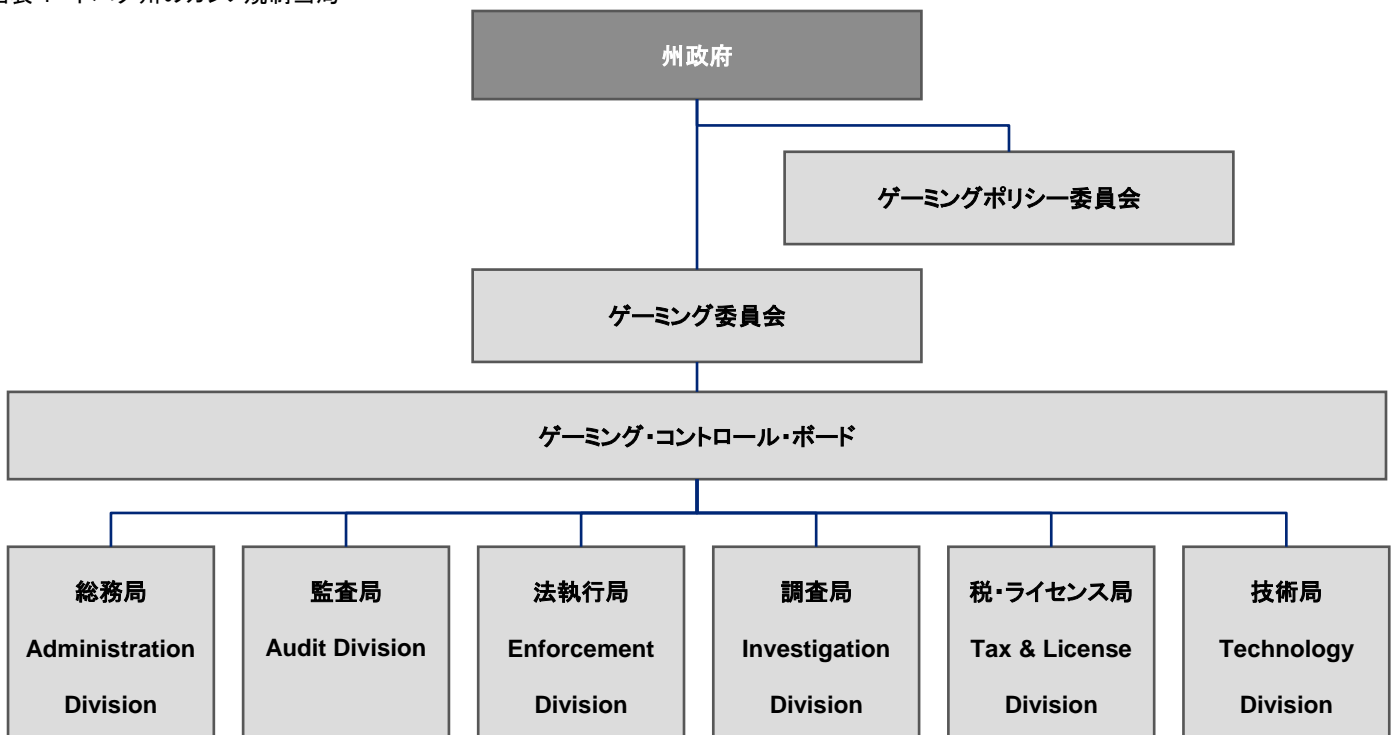 州政府
ゲーミングポリシー委員会
ゲーミング委員会
ゲーミング・コントロール・ボード
総務局
Administration
Division
監査局
Audit Division
法執行局
Enforcement
Division
調査局
Investigation
Division
税・ライセンス局
Tax & License
Division
技術局
Technology
Division